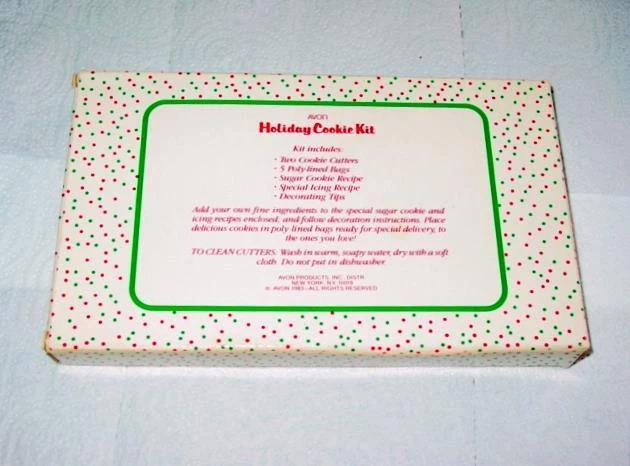 AVON
Holiday Cookie Kit
Kit includes:
· Two Cookie Cutters
· 5 Poly-lined Bags
· Sugar Cookie Recipe
· Special Icing Recipe
· Decorating Tips
Add your own fine ingredients to the special sugar cookie and
icing recipes enclosed, and follow decoration instructions. Place
delicious cookies in poly-lined bags ready for special delivery, to
the ones you love!
TO CLEAN CUTTERS: Wash in warm, soapy water, dry with a soft
cloth. Do not put in dishwasher.
AVON PRODUCTS, INC. DISTR.
NEW YORK, N.Y. 10019
© AVON 1983—ALL RIGHTS RESERVED